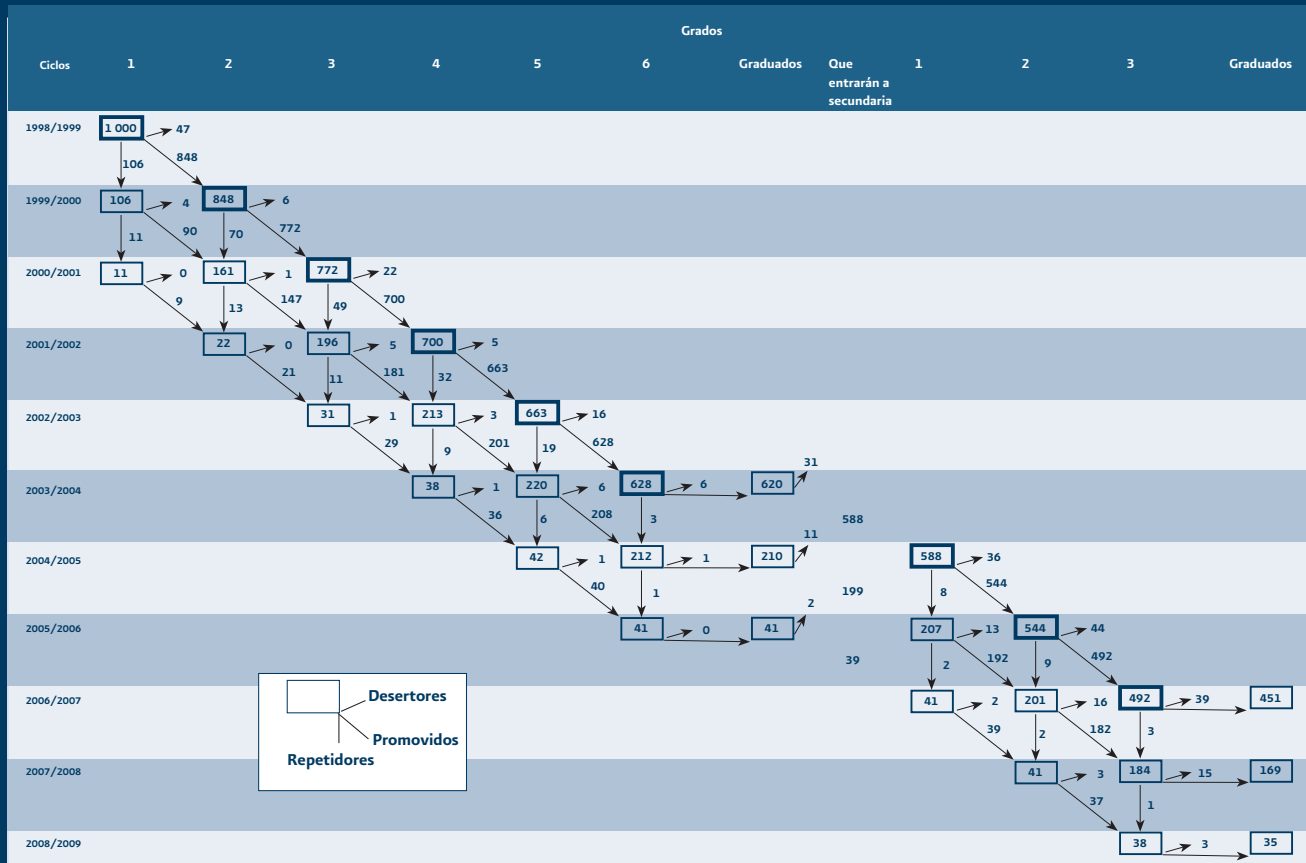 Grados
Ciclos 1 2 3 4 5 6 Graduados Que 1 2 3 Graduados
entrarán a
secundaria
1998/1999 1 000 47
106 848
1999/2000 106 4 848 6
11 90 70 772
2000/2001 11 0 161 1 772 22
9 13 147 49 700
2001/2002 22 0 196 5 700 5
21 11 181 32 663
2002/2003 31 1 213 3 663 16
29 9 201 19 628
31
2003/2004 38 1 220 6 628 6 620
36 6 208 3 588
11
2004/2005 42 1 212 1 210 588 36
40 1 199 8 544
2
2005/2006 41 0 41 207 13 544 44
39 2 192 9 492
2006/2007 41 2 201 16 492 39 451
39 2 182 3
2007/2008 41 3 184 15 169
37 1
2008/2009 38 3 35
Desertores
Promovidos
Repetidores